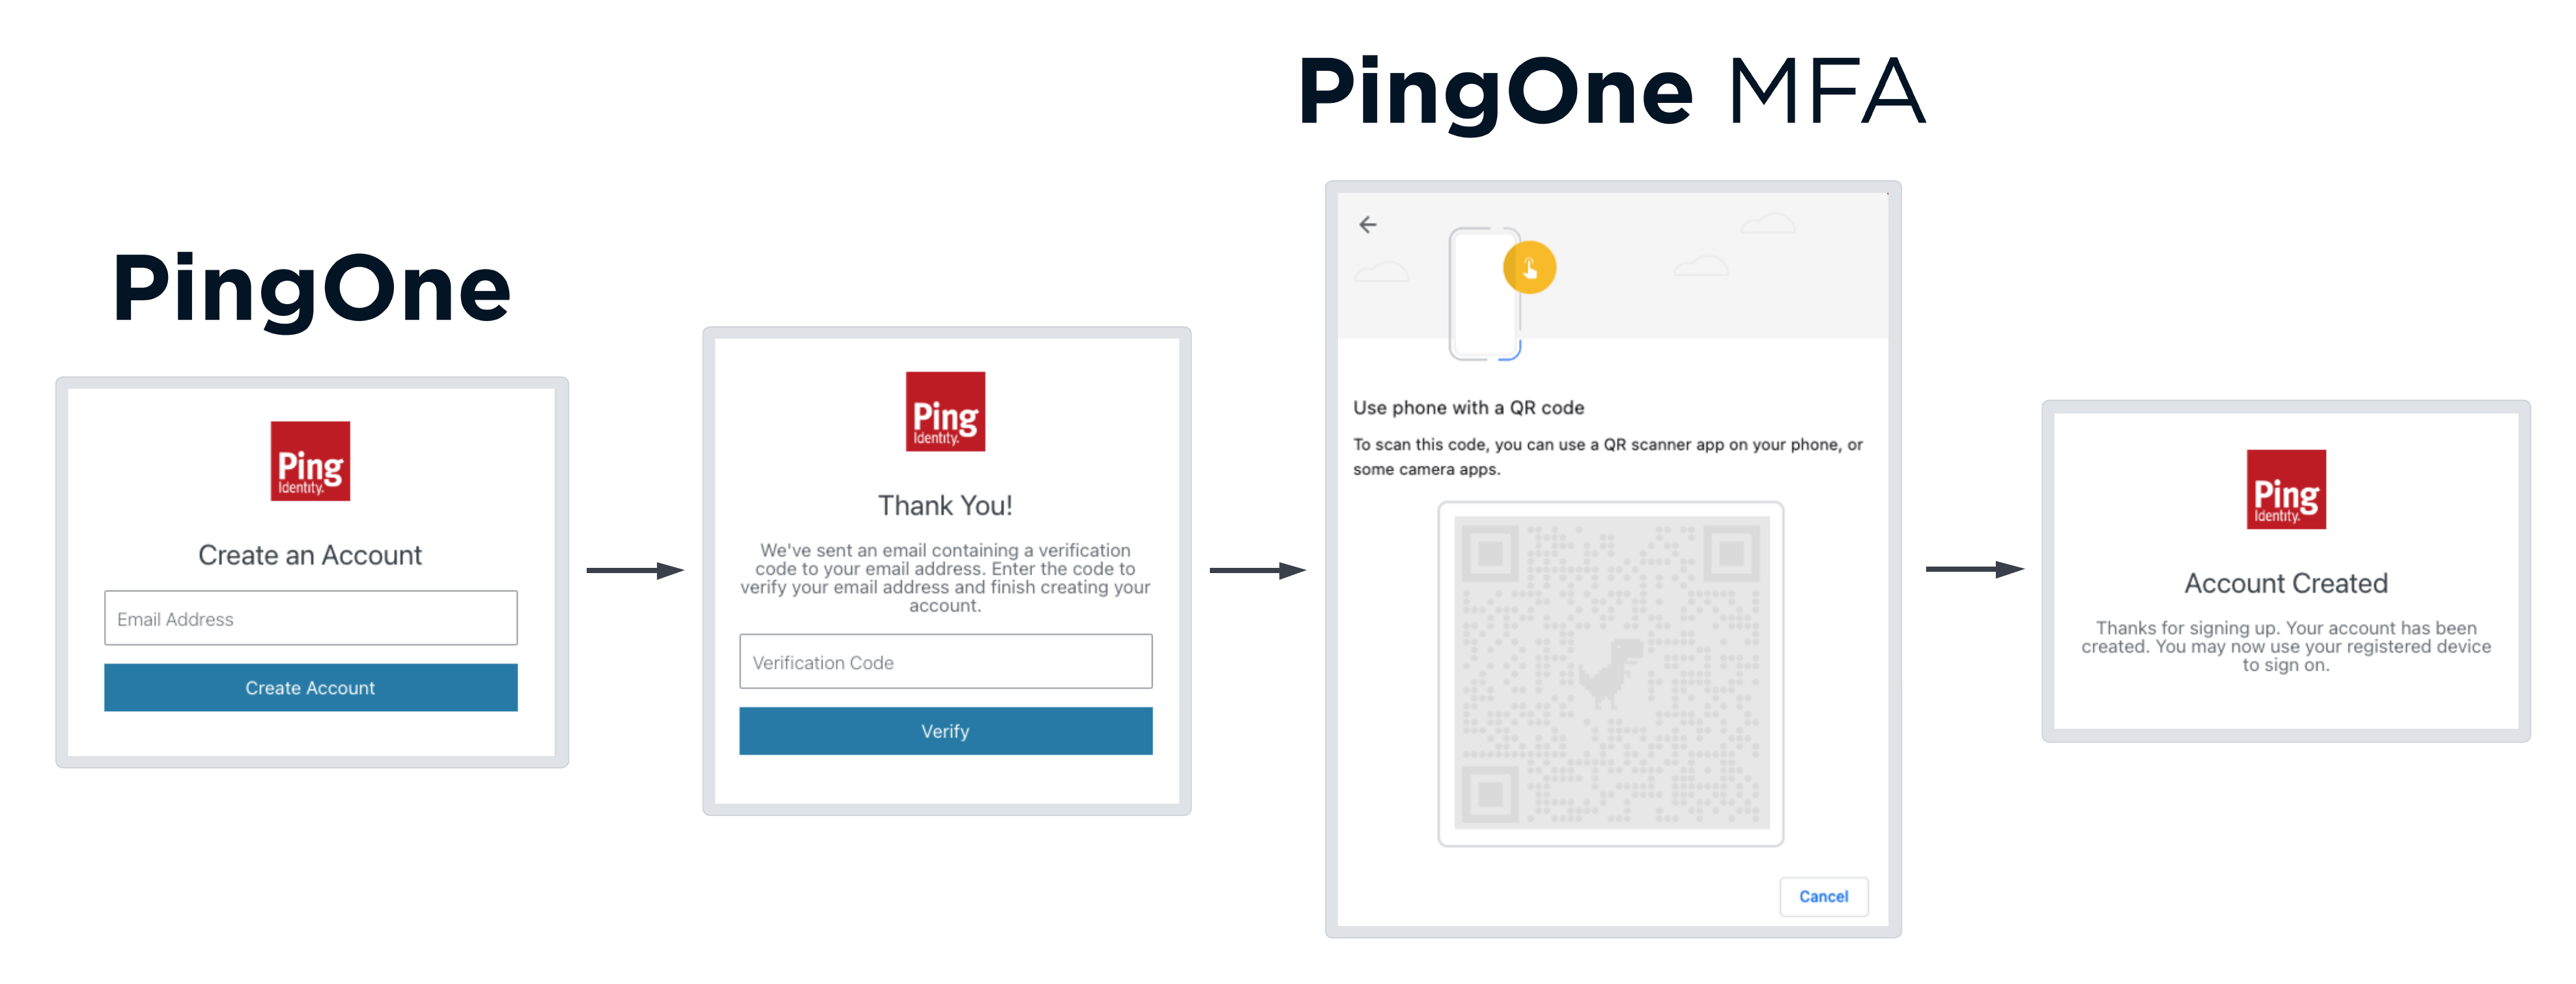 PingOne MFA
PingOne
Ping
Identity.
Create an Account
Email Address
Create Account
Ping
Identity.
Thank You!
We've sent an email containing a verification
code to your email address. Enter the code to
verify your email address and finish creating your
account.
Verification Code
Verify
Use phone with a QR code
To scan this code, you can use a QR scanner app on your phone, or
some camera apps.
Cancel
Ping
Identity.
Account Created
Thanks for signing up. Your account has been
created. You may now use your registered device
to sign on.